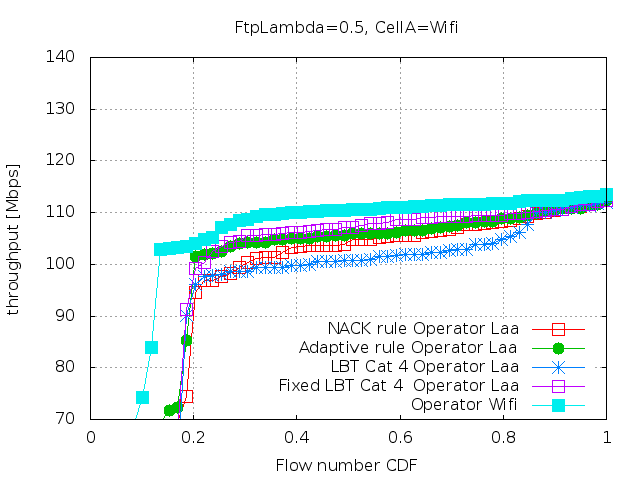 FtpLambda=0.5, CellA=Wifi
140
130
120
110
100
90
80
70
throughput [Mbps]
NACK rule Operator Laa
Adaptive rule Operator Laa
LBT Cat 4 Operator Laa
Fixed LBT Cat 4  Operator Laa
Operator Wifi
0
0.2
0.4
0.6
0.8
1
Flow number CDF